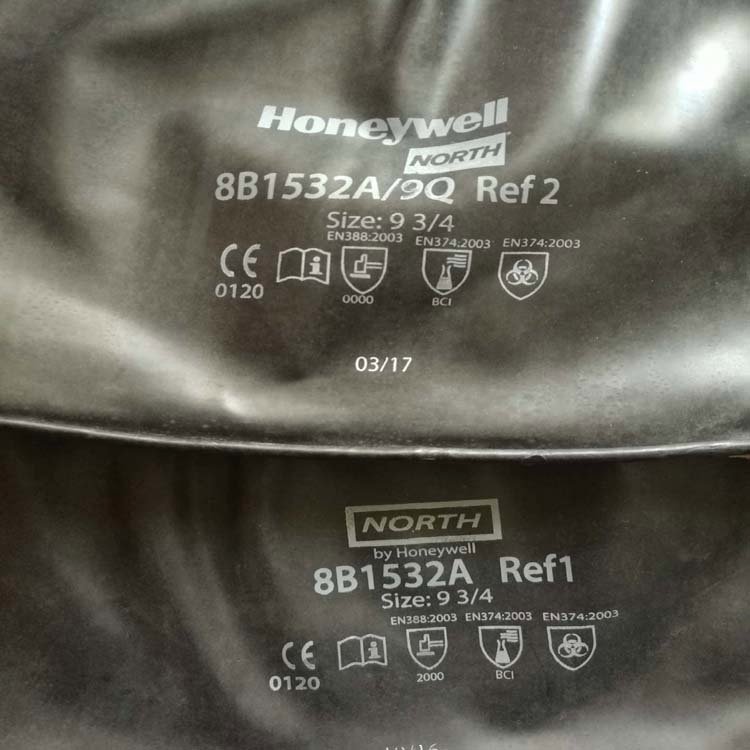 Honeywell
NORTH
8B1532A/9Q Ref 2
Size: 9 3/4
EN388:2003 EN374:2003 EN374:2003
CE i
0120 0000 BCI
03/17
NORTH
by Honeywell
8B1532A Ref1
Size: 9 3/4
EN388:2003 EN374:2003 EN374:2003
CE i
0120 2000 BCI